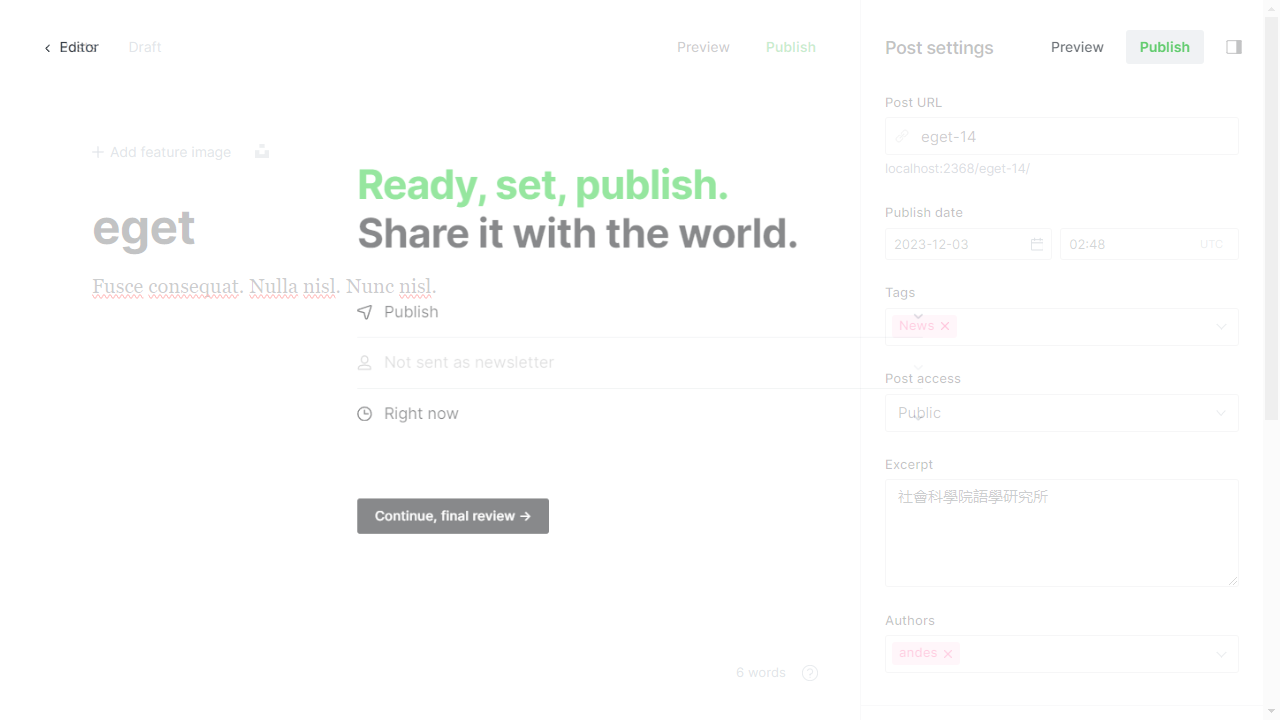 Editor
Draft
Preview
Publish
Post settings
Preview
Publish
Add feature image
eget
Fusce consequat. Nulla nisl. Nunc nisl.
Ready, set, publish.
Share it with the world.
Publish
Not sent as newsletter
Right now
Continue, final review →
6 words
Post URL
eget-14
localhost:2368/eget-14/
Publish date
2023-12-03
02:48
UTC
Tags
News
Post access
Public
Excerpt
社會科學院語學研究所
Authors
andes